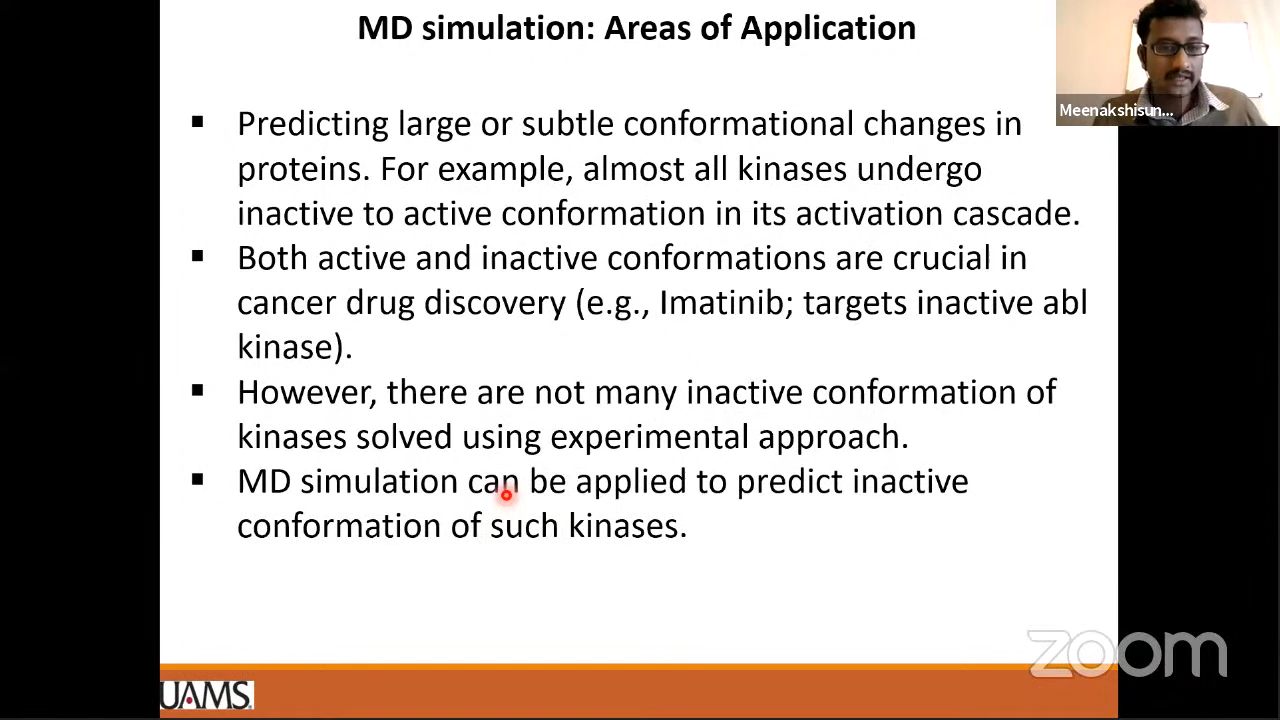 MD simulation: Areas of Application
Meenakshisun...
▪ Predicting large or subtle conformational changes in
proteins. For example, almost all kinases undergo
inactive to active conformation in its activation cascade.
▪ Both active and inactive conformations are crucial in
cancer drug discovery (e.g., Imatinib; targets inactive abl
kinase).
▪ However, there are not many inactive conformation of
kinases solved using experimental approach.
▪ MD simulation can be applied to predict inactive
conformation of such kinases.
zoom
UAMS